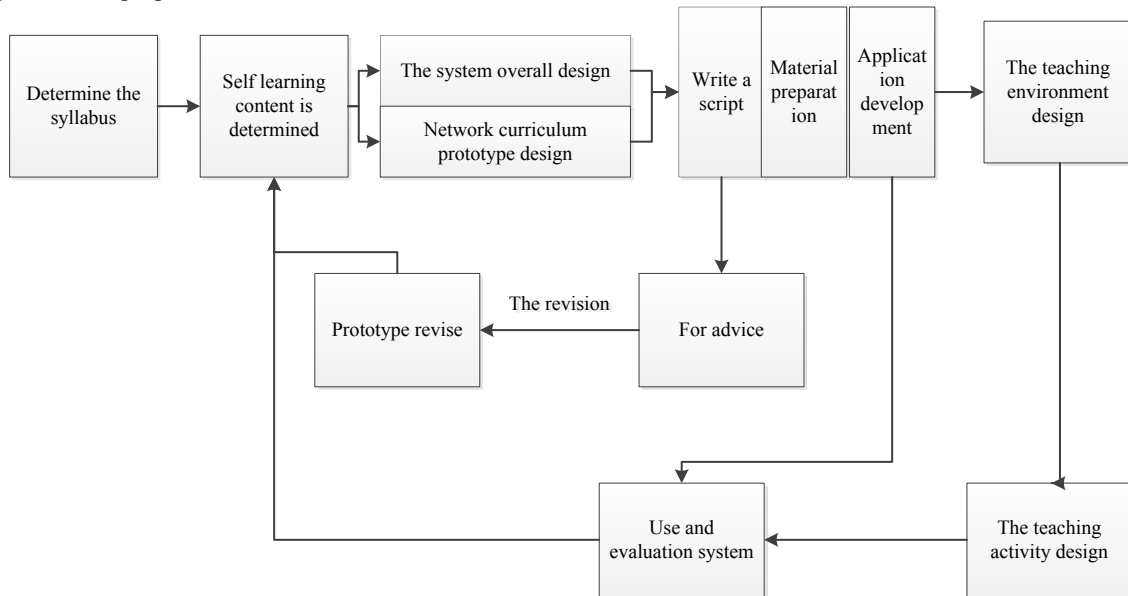 Determine the
syllabus
Self learning
content is
determined
The system overall design
Network curriculum
prototype design
Write a
script
Material
preparat
ion
Applicat
ion
develop
ment
The teaching
environment
design
Prototype revise
The revision
For advice
Use and
evaluation system
The teaching
activity design